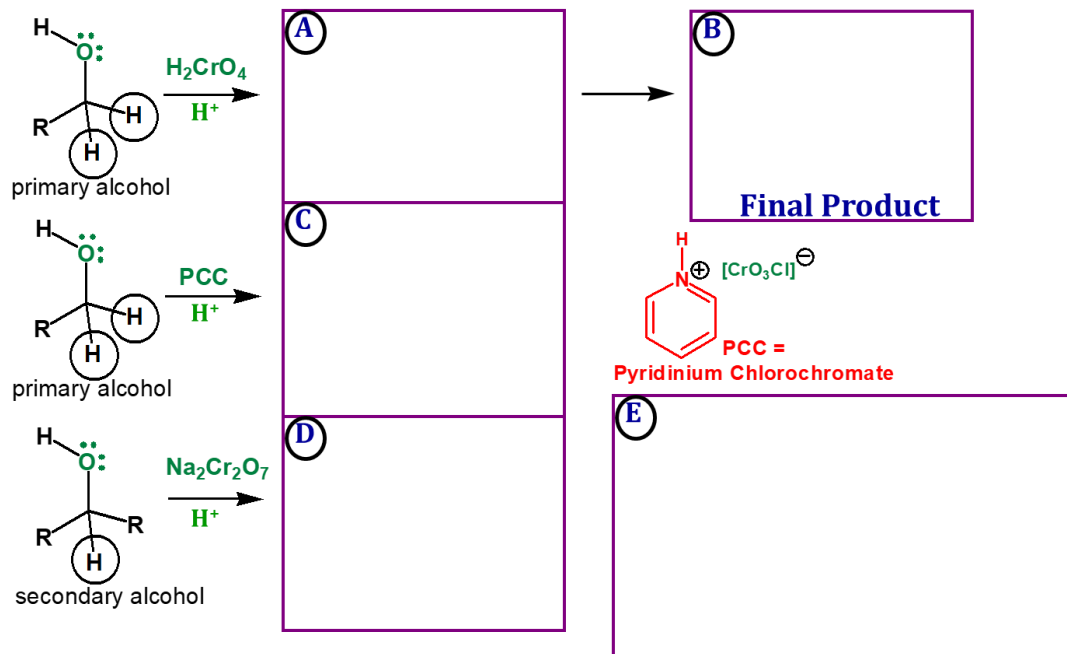 H
O
R
H
H
primary alcohol
H₂CrO₄
H⁺
A
B
Final Product
H
O
R
H
H
primary alcohol
PCC
H⁺
C
H
N
⊕
[CrO₃Cl]⊖
PCC =
Pyridinium Chlorochromate
H
O
R
R
H
secondary alcohol
Na₂Cr₂O₇
H⁺
D
E